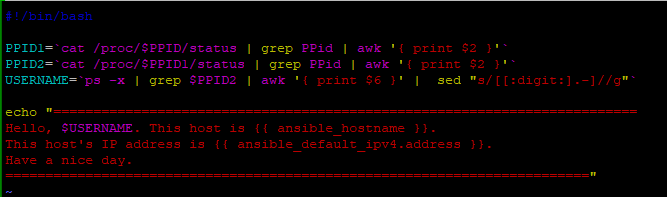 #!/bin/bash
PPID1=`cat /proc/$PPID/status | grep PPid | awk '{ print $2 }'`
PPID2=`cat /proc/$PPID1/status | grep PPid | awk '{ print $2 }'`
USERNAME=`ps -x | grep $PPID2 | awk '{ print $6 }' |  sed "s/[[:digit:].-]//g"`
echo "=========================================================================
Hello, $USERNAME. This host is {{ ansible_hostname }}.
This host's IP address is {{ ansible_default_ipv4.address }}.
Have a nice day.
========================================================================="
~